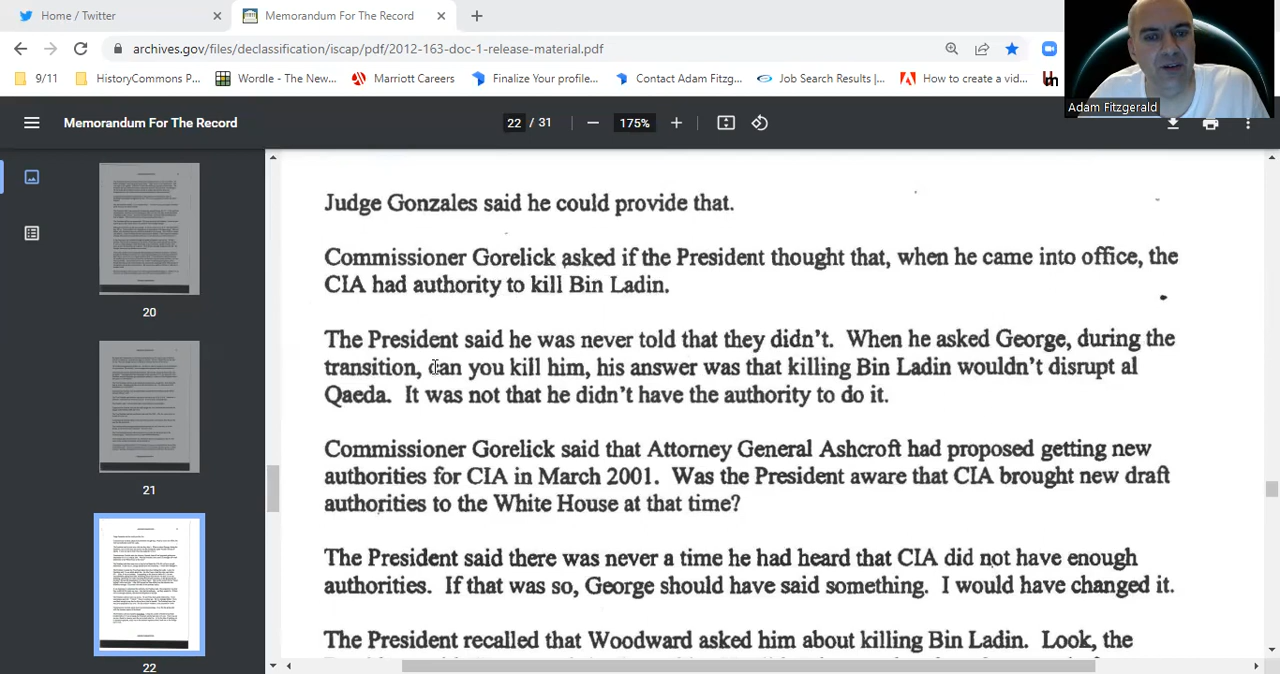 Home / Twitter
Memorandum For The Record
archives.gov/files/declassification/iscap/pdf/2012-163-doc-1-release-material.pdf
9/11
HistoryCommons P...
Wordle - The New...
Marriott Careers
Finalize Your profile...
Contact Adam Fitzg...
Job Search Results |...
How to create a vid...
Adam Fitzgerald
Memorandum For The Record
22 / 31
175%
20
21
22
Judge Gonzales said he could provide that.
Commissioner Gorelick asked if the President thought that, when he came into office, the
CIA had authority to kill Bin Ladin.
The President said he was never told that they didn't. When he asked George, during the
transition, can you kill him, his answer was that killing Bin Ladin wouldn't disrupt al
Qaeda. It was not that he didn't have the authority to do it.
Commissioner Gorelick said that Attorney General Ashcroft had proposed getting new
authorities for CIA in March 2001. Was the President aware that CIA brought new draft
authorities to the White House at that time?
The President said there was never a time he had heard that CIA did not have enough
authorities. If that was so, George should have said something. I would have changed it.
The President recalled that Woodward asked him about killing Bin Ladin. Look, the